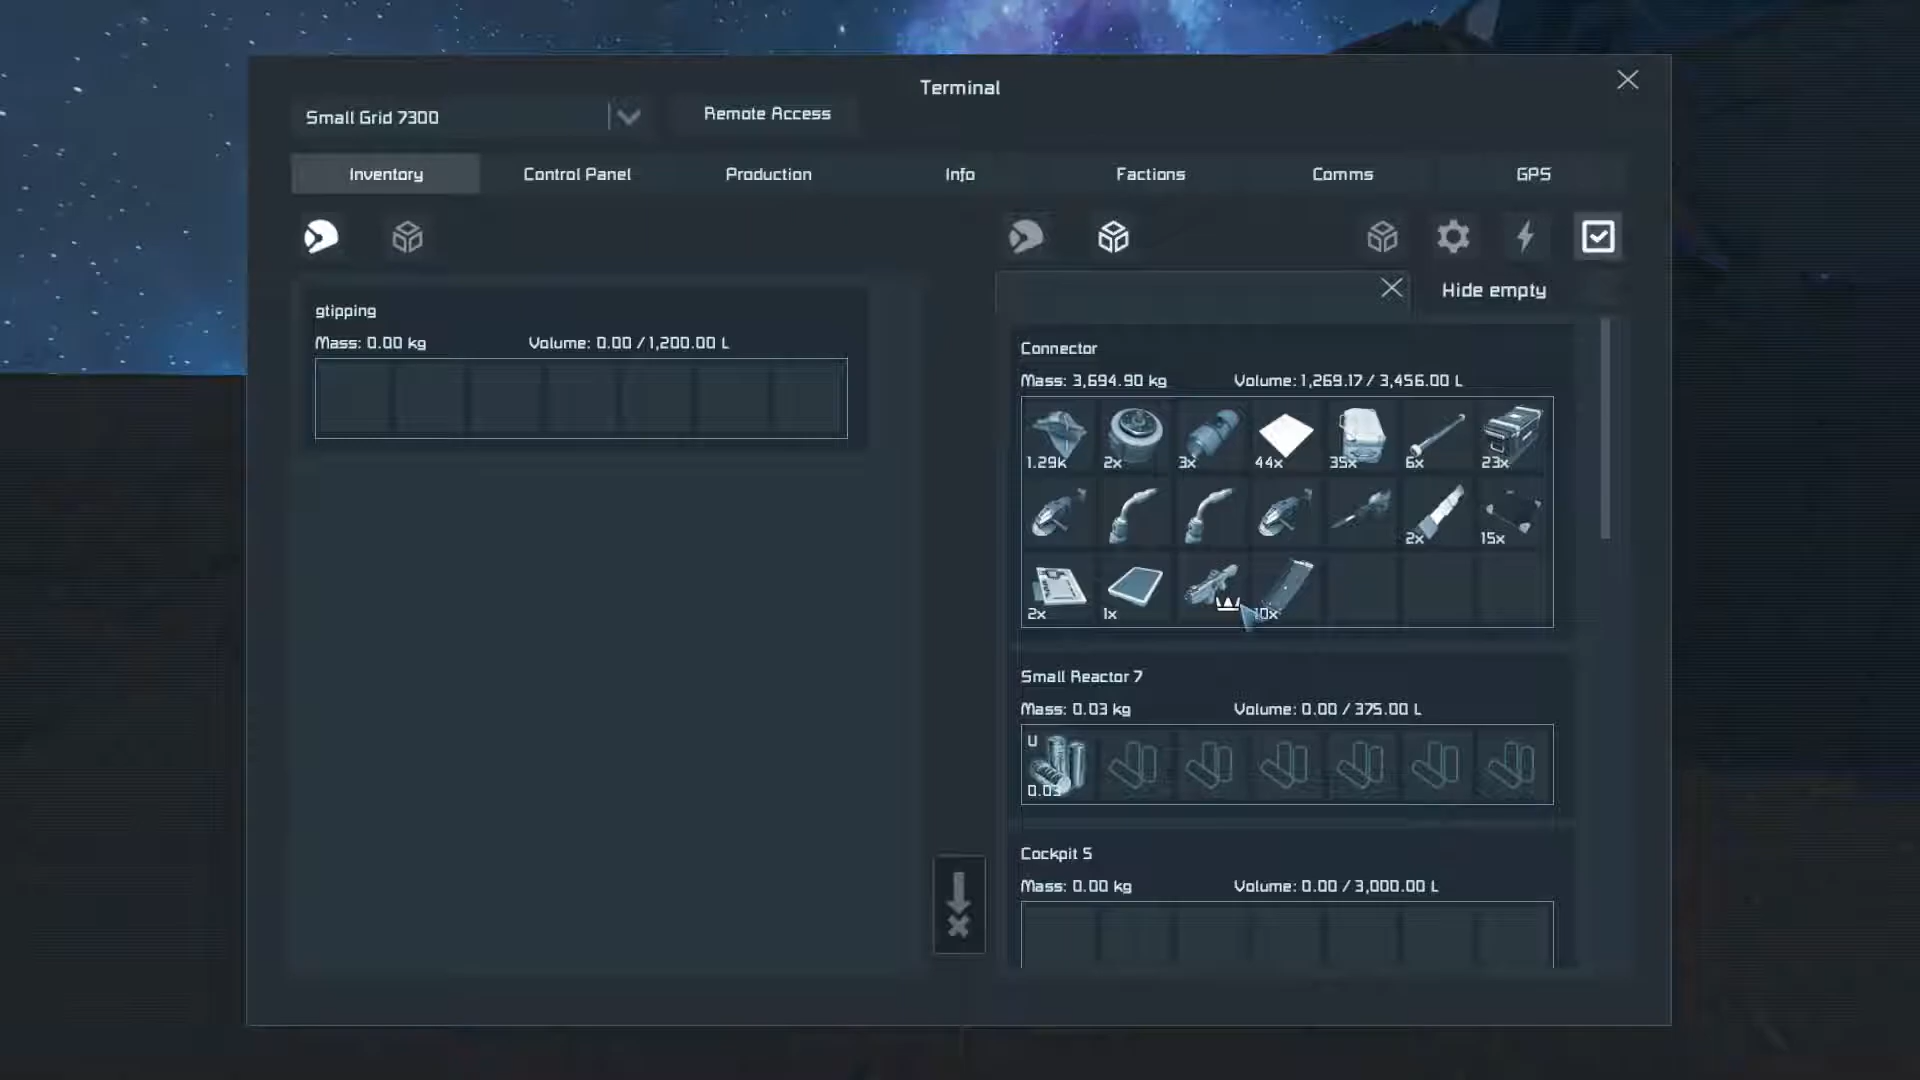 Terminal
Small Grid 7300
Remote Access
Inventory
Control Panel
Production
Info
Factions
Comms
GPS
Hide empty
gtipping
Mass: 0.00 kg
Volume: 0.00 / 1,200.00 L
Connector
Mass: 3,694.90 kg
Volume: 1,269.17 / 3,456.00 L
1.29k
2x
3x
44x
35x
6x
23x
2x
15x
2x
1x
10x
Small Reactor 7
Mass: 0.03 kg
Volume: 0.00 / 375.00 L
U
0.03
Cockpit 5
Mass: 0.00 kg
Volume: 0.00 / 3,000.00 L